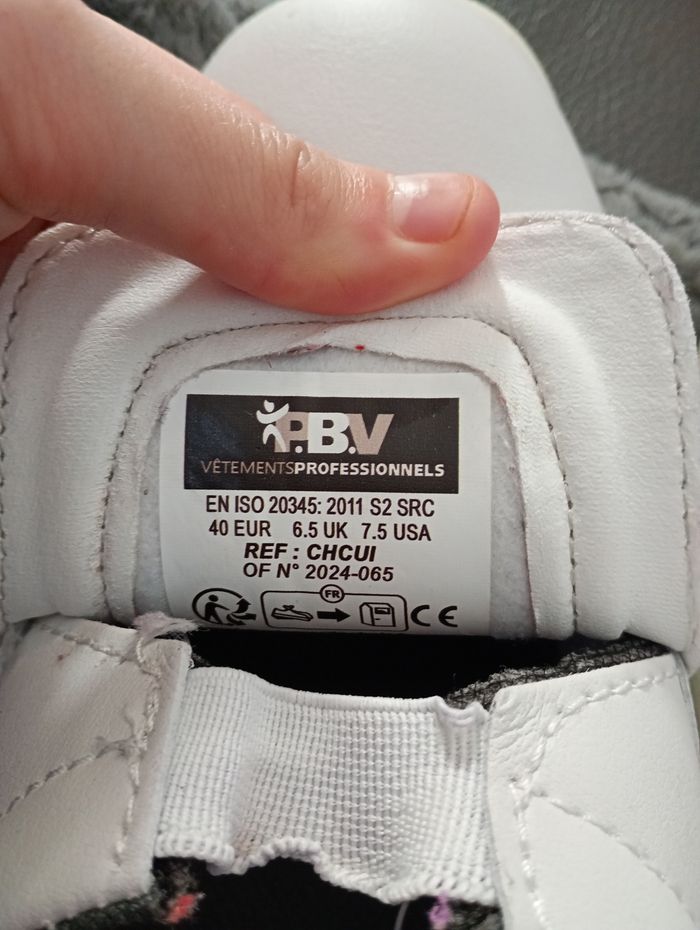 P.B.V
VÊTEMENTSPROFESSIONNELS
EN ISO 20345: 2011 S2 SRC
40 EUR 6.5 UK 7.5 USA
REF : CHCUI
OF N° 2024-065
FR
CE